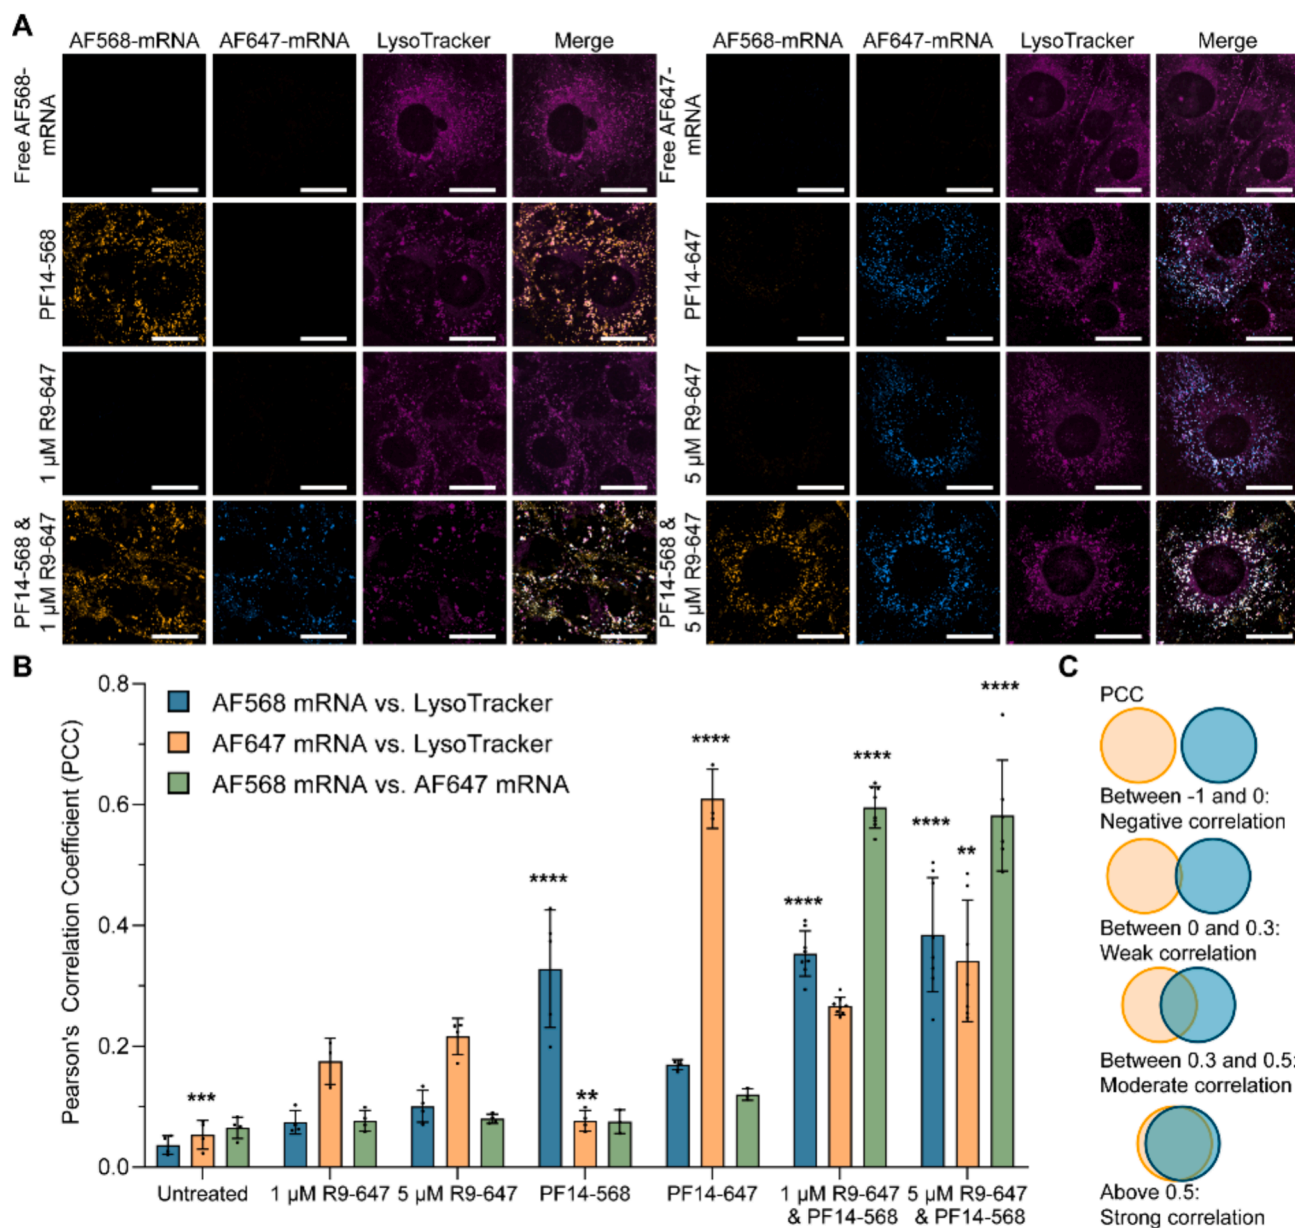 A
AF568-mRNA AF647-mRNA LysoTracker Merge AF568-mRNA AF647-mRNA LysoTracker Merge
Free AF568-
mRNA
Free AF647-
mRNA
PF14-568
PF14-647
1 µM R9-647
5 µM R9-647
PF14-568 &
1 µM R9-647
PF14-568 &
5 µM R9-647
B
Pearson's Correlation Coefficient (PCC)
0.8
0.6
0.4
0.2
0.0
AF568 mRNA vs. LysoTracker
AF647 mRNA vs. LysoTracker
AF568 mRNA vs. AF647 mRNA
***
****
**
****
****
****
****
**
****
Untreated
1 µM R9-647
5 µM R9-647
PF14-568
PF14-647
1 µM R9-647
& PF14-568
5 µM R9-647
& PF14-568
C
PCC
Between -1 and 0:
Negative correlation
Between 0 and 0.3:
Weak correlation
Between 0.3 and 0.5:
Moderate correlation
Above 0.5:
Strong correlation